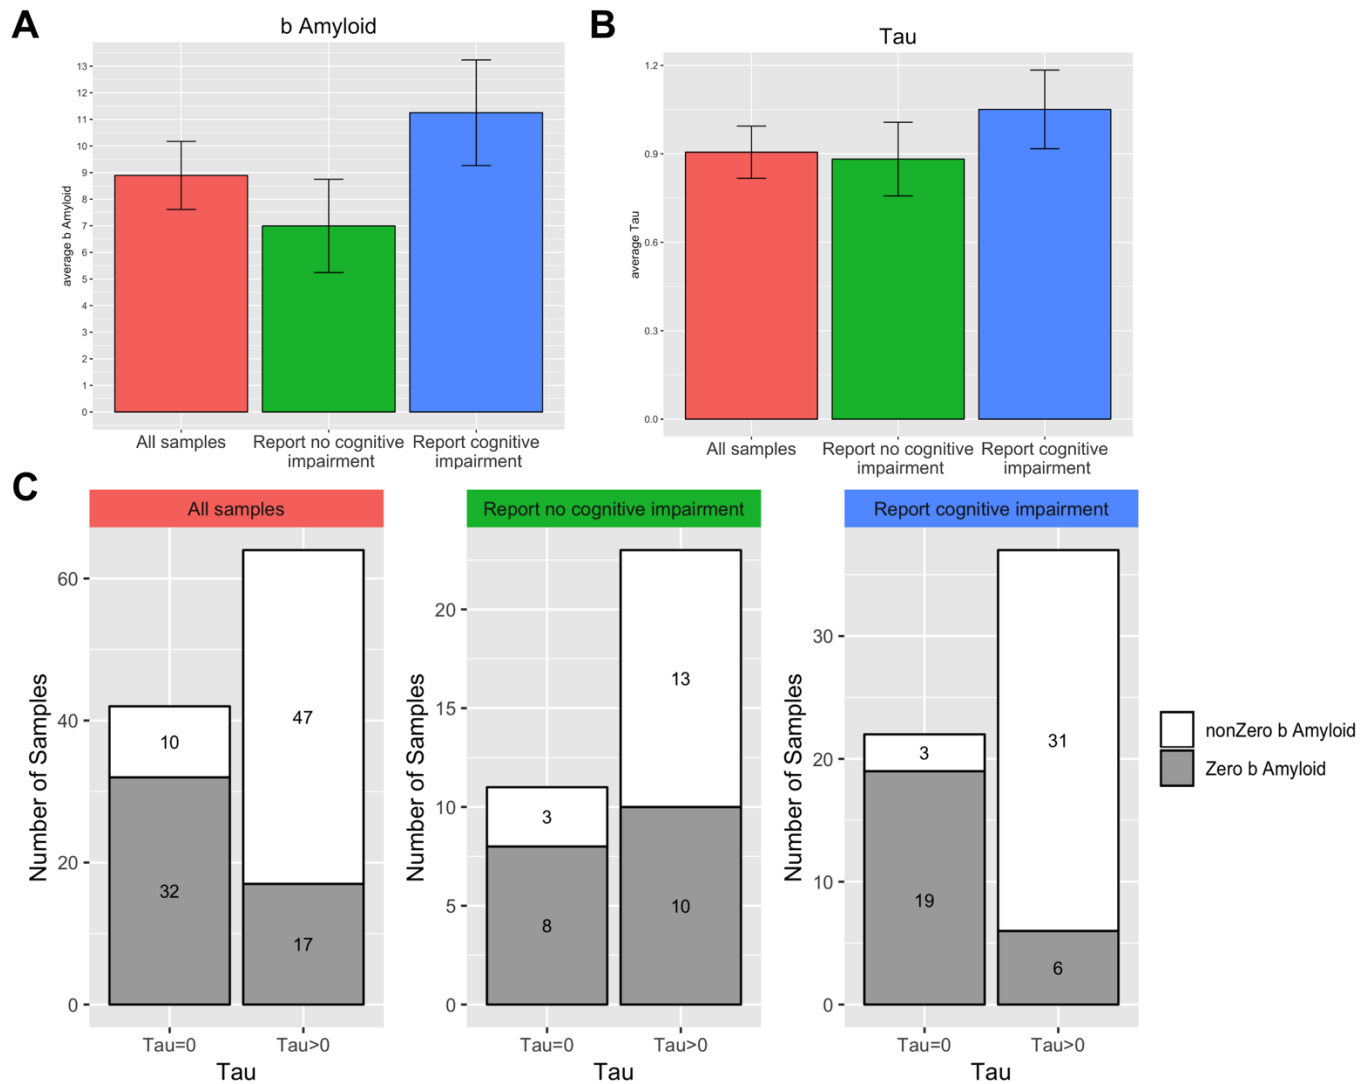 A
b Amyloid
average b Amyloid
13
12
11
10
9
8
7
6
5
4
3
2
1
0
All samples
Report no cognitive
impairment
Report cognitive
impairment
B
Tau
average Tau
1.2
0.9
0.6
0.3
0.0
All samples
Report no cognitive
impairment
Report cognitive
impairment
C
All samples
Number of Samples
60
40
20
0
10
32
47
17
Tau=0
Tau>0
Tau
Report no cognitive impairment
Number of Samples
20
15
10
5
0
3
8
13
10
Tau=0
Tau>0
Tau
Report cognitive impairment
Number of Samples
30
20
10
0
3
19
31
6
Tau=0
Tau>0
Tau
nonZero b Amyloid
Zero b Amyloid